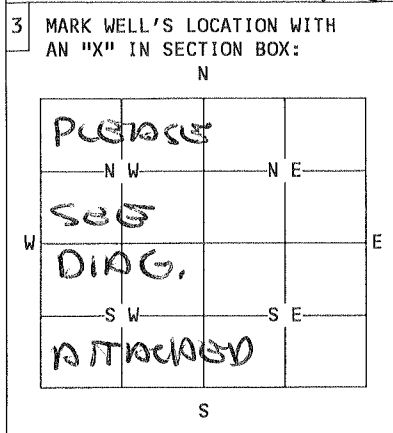 3 MARK WELL'S LOCATION WITH
AN "X" IN SECTION BOX:
N
PLEASE
N W N E
SEE
W E
DIAG.
S W S E
ATTACHED
S